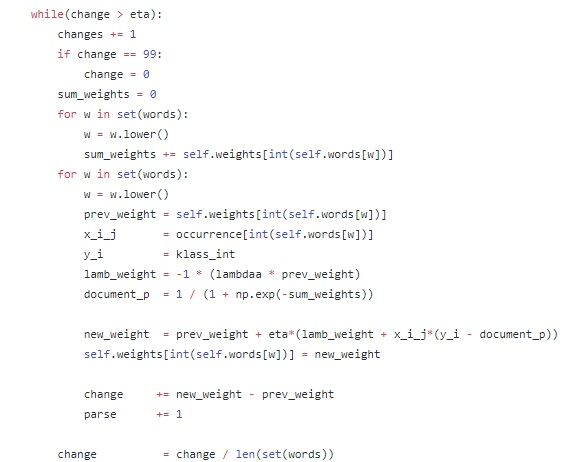 while(change > eta):
    changes += 1
    if change == 99:
        change = 0
    sum_weights = 0
    for w in set(words):
        w = w.lower()
        sum_weights += self.weights[int(self.words[w])]
    for w in set(words):
        w = w.lower()
        prev_weight = self.weights[int(self.words[w])]
        x_i_j       = occurrence[int(self.words[w])]
        y_i         = klass_int
        lamb_weight = -1 * (lambdaa * prev_weight)
        document_p  = 1 / (1 + np.exp(-sum_weights))

        new_weight  = prev_weight + eta*(lamb_weight + x_i_j*(y_i - document_p))
        self.weights[int(self.words[w])] = new_weight

        change     += new_weight - prev_weight
        parse      += 1

    change          = change / len(set(words))